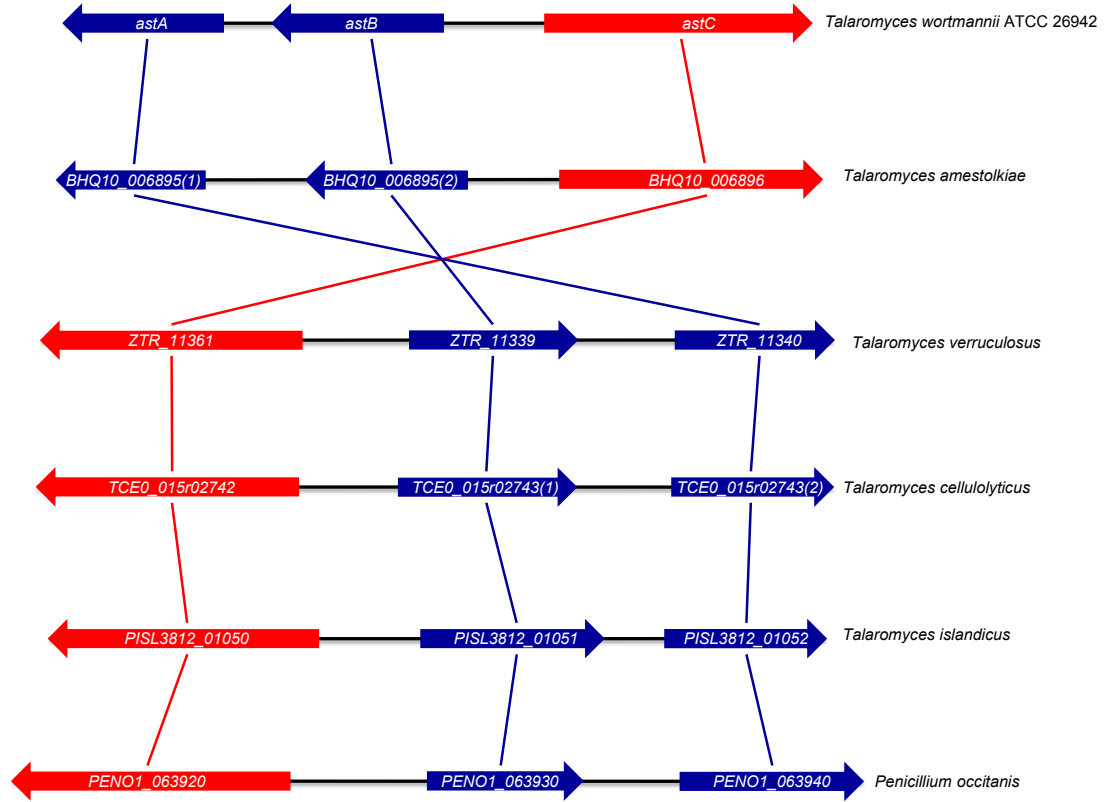 astA astB astC Talaromyces wortmannii ATCC 26942
BHQ10_006895(1) BHQ10_006895(2) BHQ10_006896 Talaromyces amestolkiae
ZTR_11361 ZTR_11339 ZTR_11340 Talaromyces verruculosus
TCE0_015r02742 TCE0_015r02743(1) TCE0_015r02743(2) Talaromyces cellulolyticus
PISL3812_01050 PISL3812_01051 PISL3812_01052 Talaromyces islandicus
PENO1_063920 PENO1_063930 PENO1_063940 Penicillium occitanis